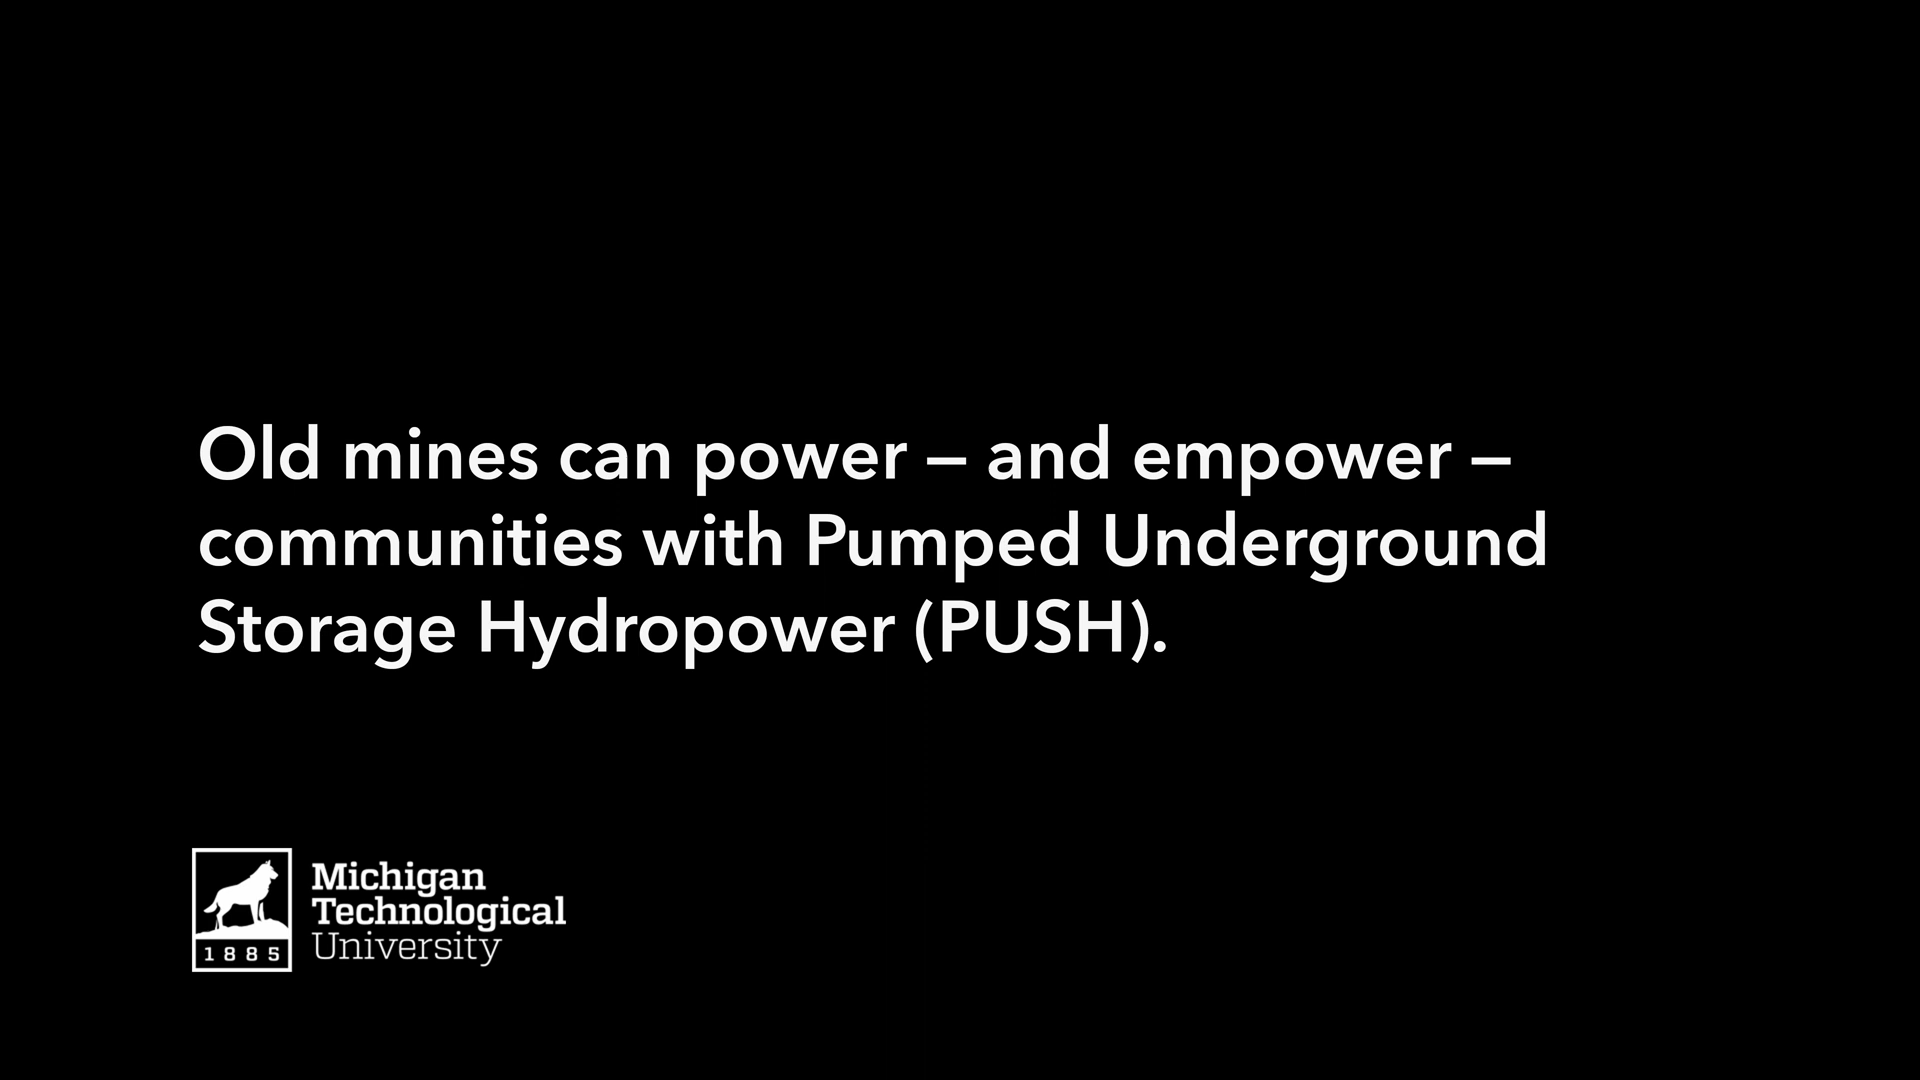 Old mines can power – and empower –
communities with Pumped Underground
Storage Hydropower (PUSH).
1885
Michigan
Technological
University